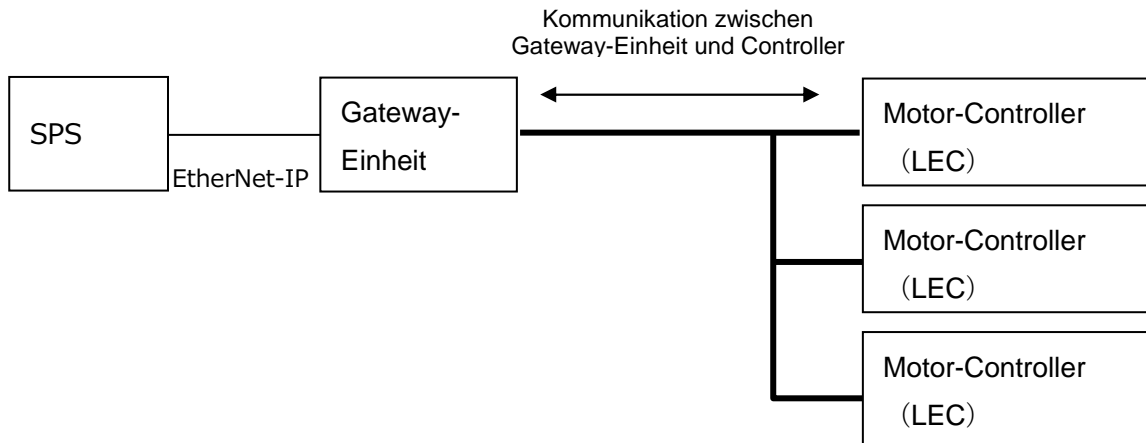 Kommunikation zwischen
Gateway-Einheit und Controller
SPS
EtherNet-IP
Gateway-
Einheit
Motor-Controller
（LEC）
Motor-Controller
（LEC）
Motor-Controller
（LEC）